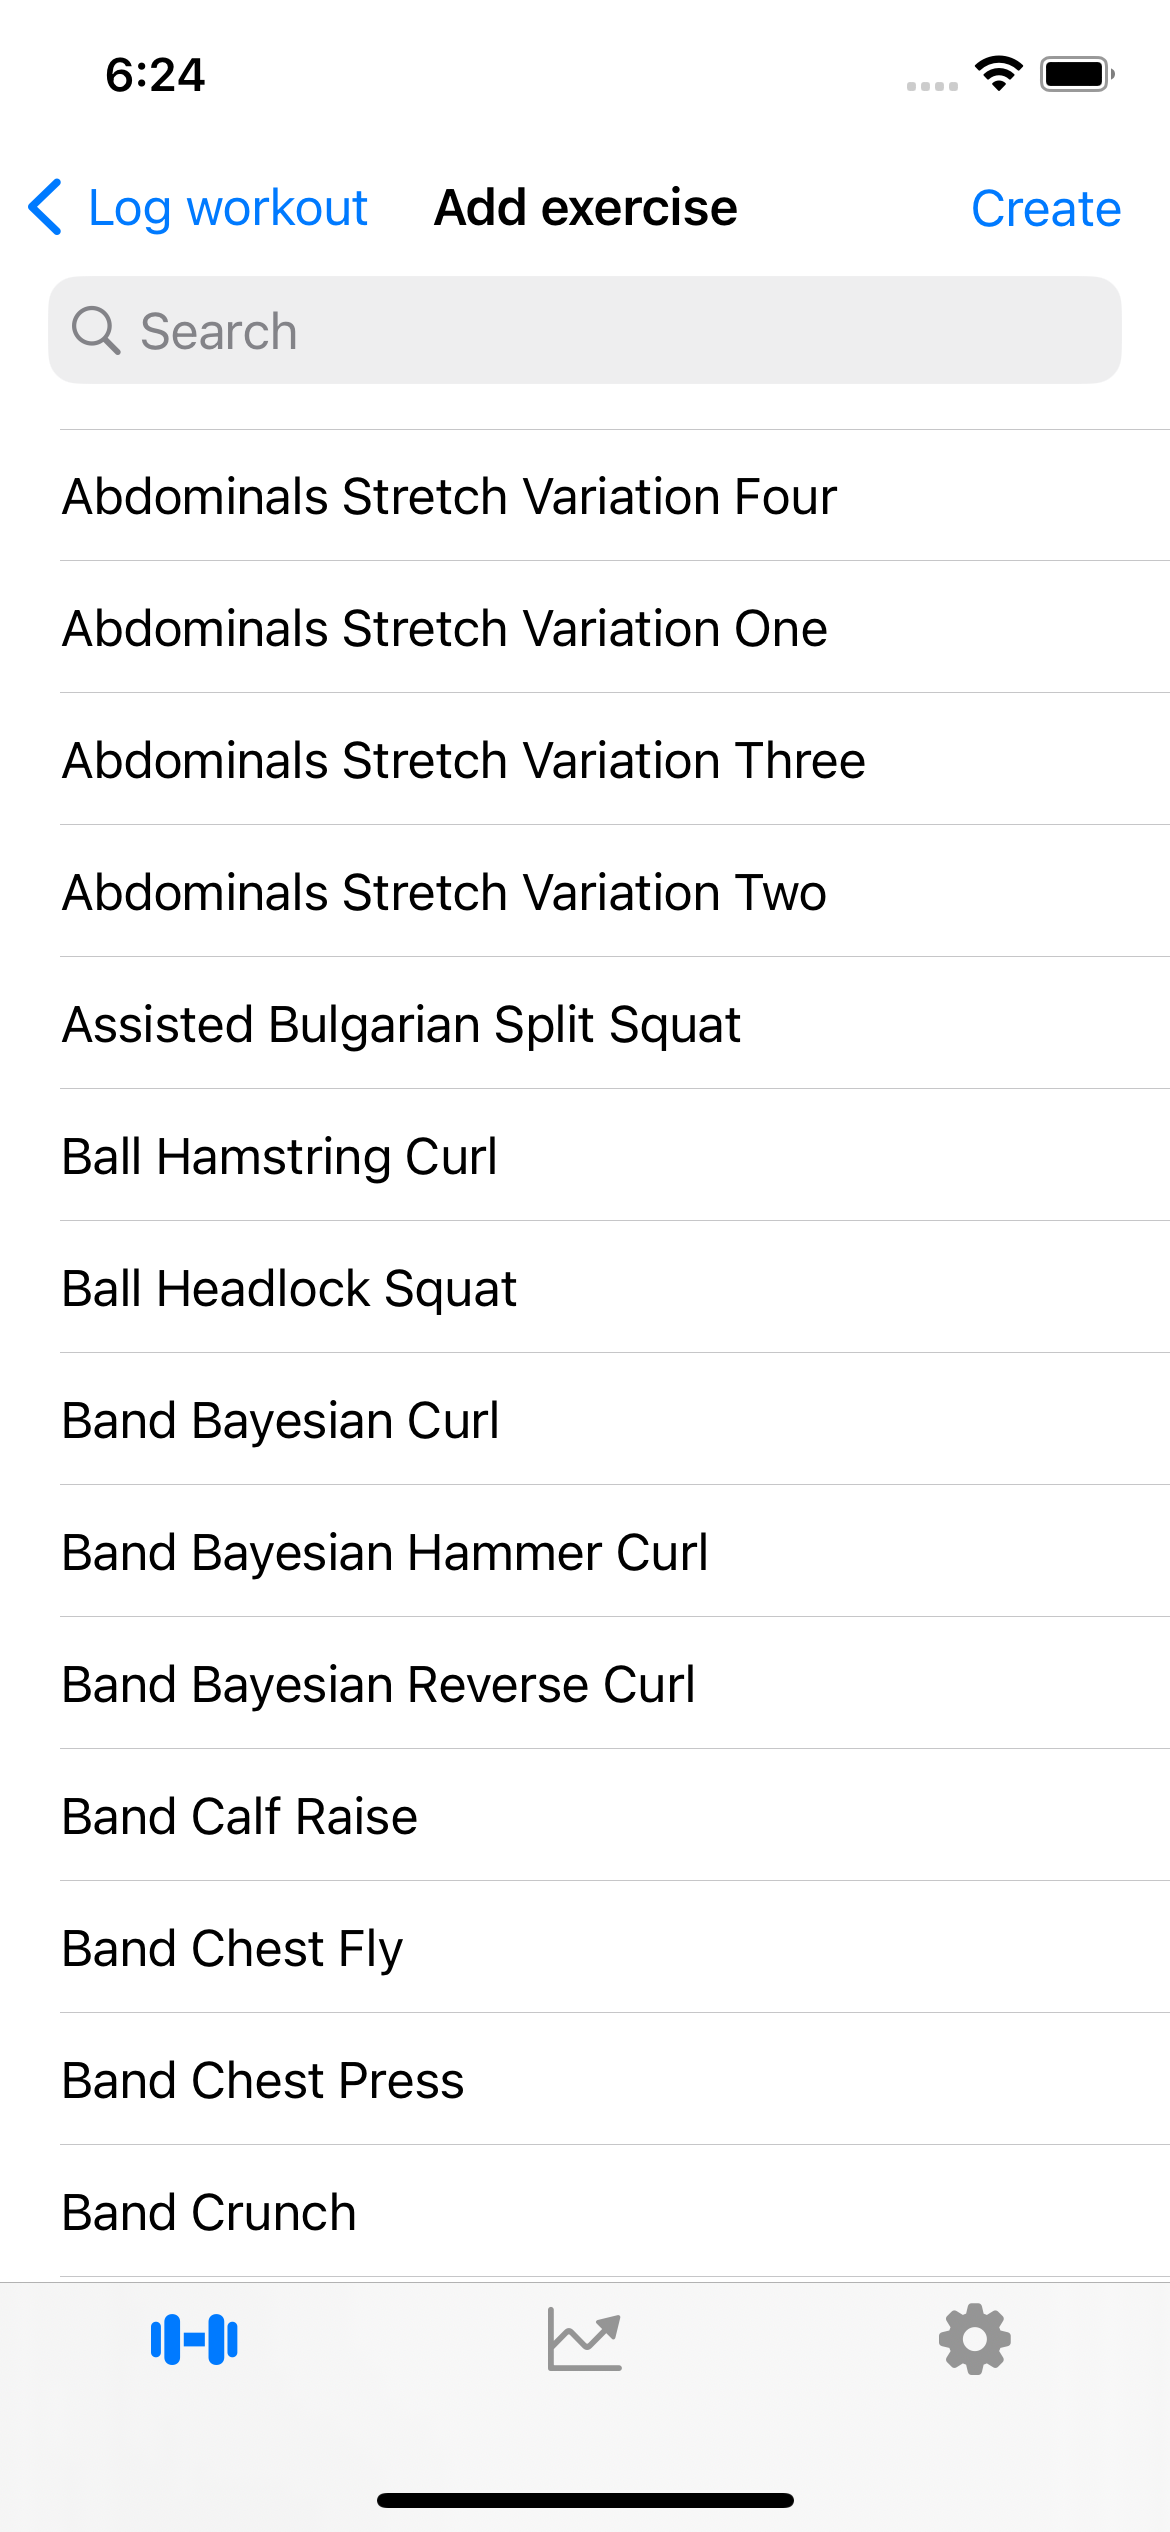 6:24
Log workout
Add exercise
Create
Search
Abdominals Stretch Variation Four
Abdominals Stretch Variation One
Abdominals Stretch Variation Three
Abdominals Stretch Variation Two
Assisted Bulgarian Split Squat
Ball Hamstring Curl
Ball Headlock Squat
Band Bayesian Curl
Band Bayesian Hammer Curl
Band Bayesian Reverse Curl
Band Calf Raise
Band Chest Fly
Band Chest Press
Band Crunch